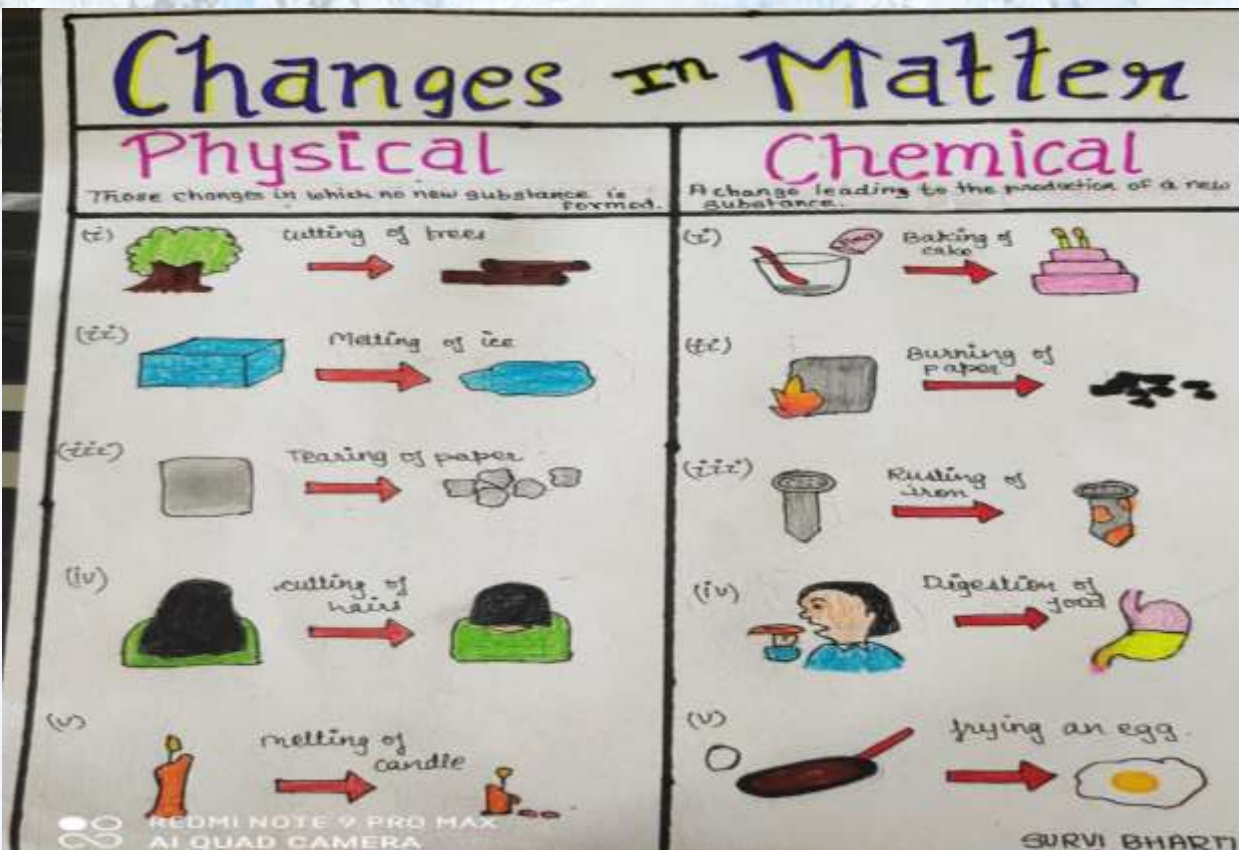 Changes In Matter
Physical
Those changes in which no new substance is
formed.
(i) cutting of trees
(ii) Melting of ice
(iii) Tearing of paper
(iv) cutting of
hairs
(v) melting of
candle
Chemical
A change leading to the production of a new
substance.
(i) Baking of
cake
(ii) Burning of
paper
(iii) Rusting of
iron
(iv) Digestion of
food
(v) frying an egg.
SURVI BHARTI
REDMI NOTE 9 PRO MAX
AI QUAD CAMERA